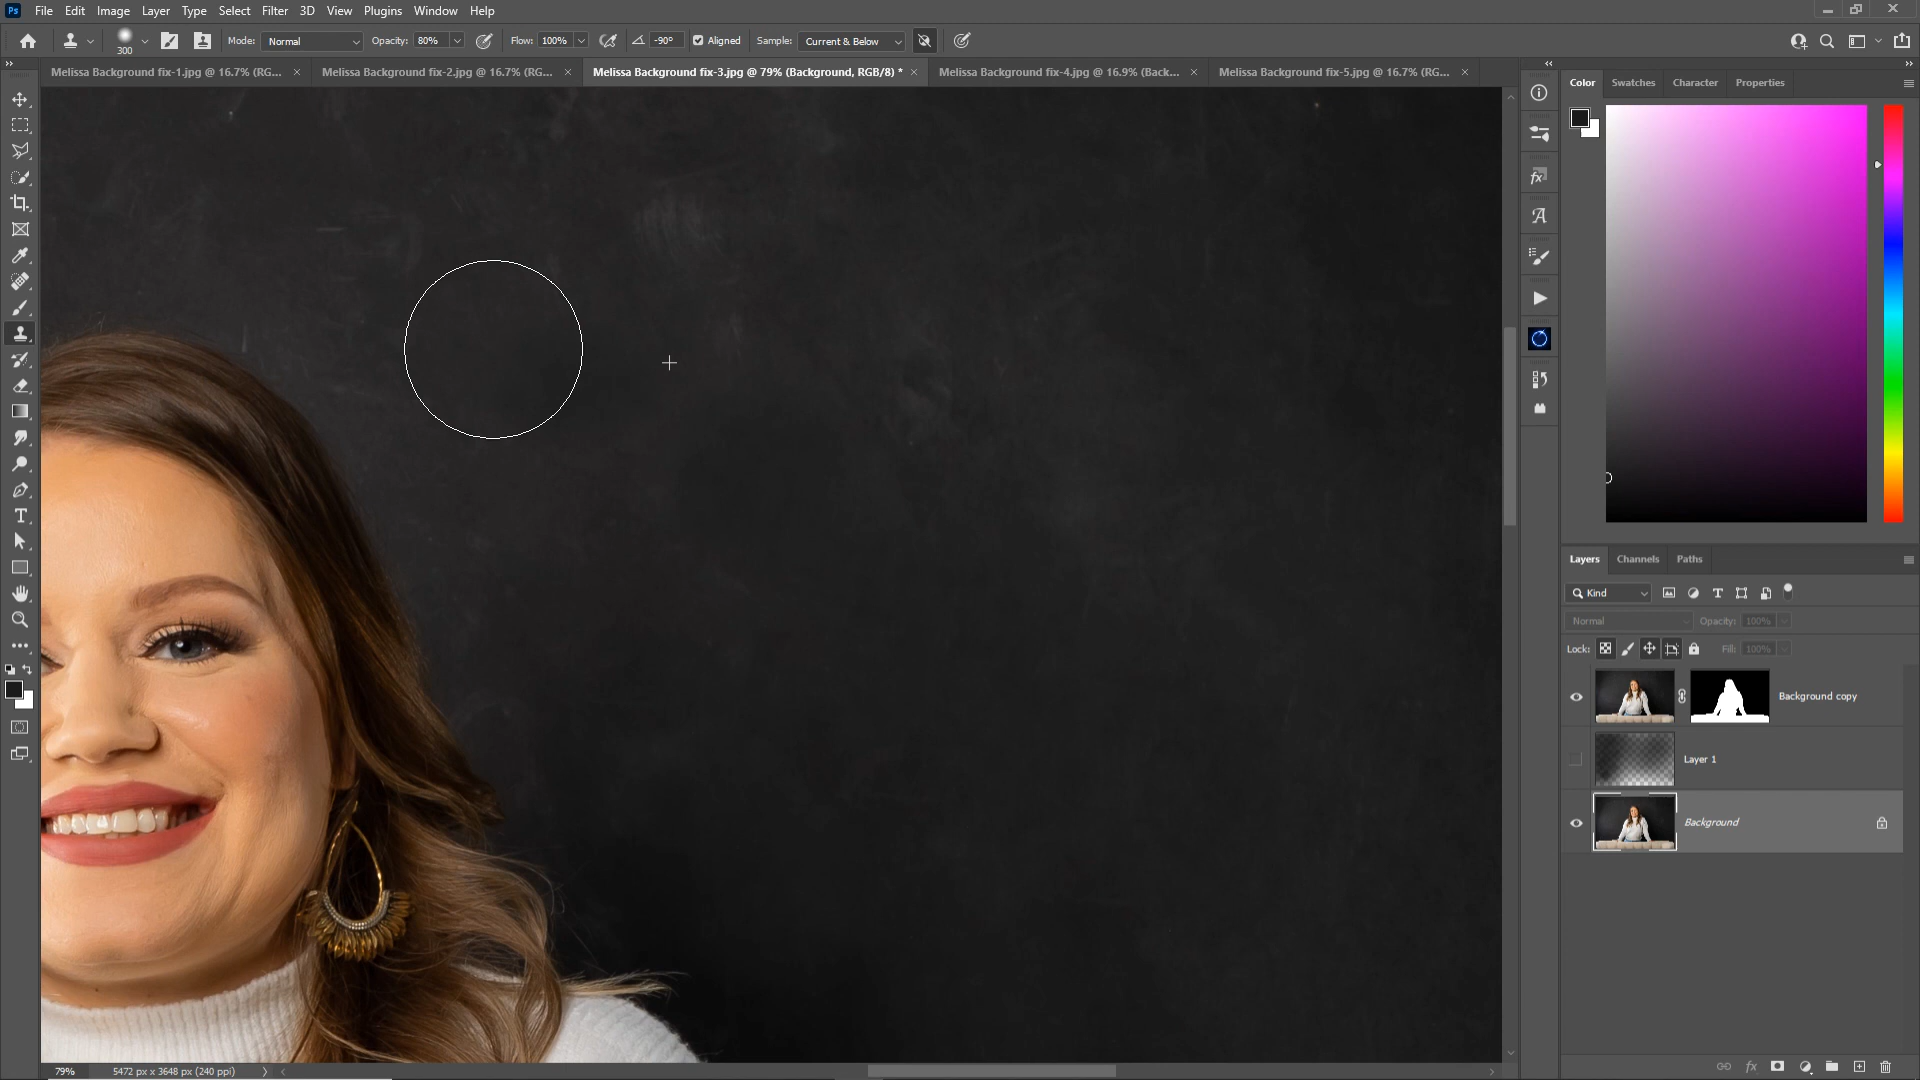 Ps File Edit Image Layer Type Select Filter 3D View Plugins Window Help
300 Mode: Normal Opacity: 80% Flow: 100% -90° Aligned Sample: Current & Below
Melissa Background fix-1.jpg @ 16.7% (RG... × Melissa Background fix-2.jpg @ 16.7% (RG... × Melissa Background fix-3.jpg @ 79% (Background, RGB/8) * × Melissa Background fix-4.jpg @ 16.9% (Back... × Melissa Background fix-5.jpg @ 16.7% (RG... ×
Color Swatches Character Properties
Layers Channels Paths
Kind
Normal Opacity: 100%
Lock: Fill: 100%
Background copy
Layer 1
Background
79% 5472 px x 3648 px (240 ppi)